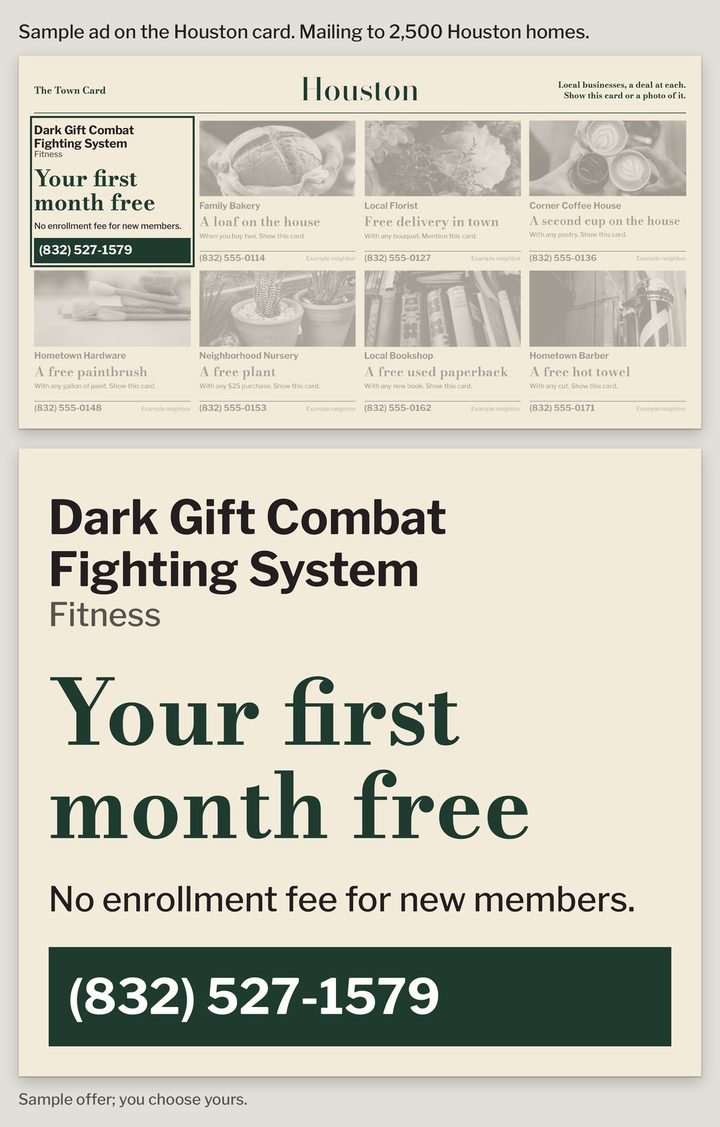 Sample ad on the Houston card. Mailing to 2,500 Houston homes.
The Town Card
Houston
Local businesses, a deal at each.
Show this card or a photo of it.
Dark Gift Combat
Fighting System
Fitness
Your first
month free
No enrollment fee for new members.
(832) 527-1579
Family Bakery
A loaf on the house
When you buy two. Show this card.
(832) 555-0114
Example neighbor
Local Florist
Free delivery in town
With any bouquet. Mention this card.
(832) 555-0127
Example neighbor
Corner Coffee House
A second cup on the house
With any pastry. Show this card.
(832) 555-0136
Example neighbor
Hometown Hardware
A free paintbrush
With any gallon of paint. Show this card.
(832) 555-0148
Example neighbor
Neighborhood Nursery
A free plant
With any $25 purchase. Show this card.
(832) 555-0153
Example neighbor
Local Bookshop
A free used paperback
With any new book. Show this card.
(832) 555-0162
Example neighbor
Hometown Barber
A free hot towel
With any cut. Show this card.
(832) 555-0171
Example neighbor
Dark Gift Combat
Fighting System
Fitness
Your first
month free
No enrollment fee for new members.
(832) 527-1579
Sample offer; you choose yours.